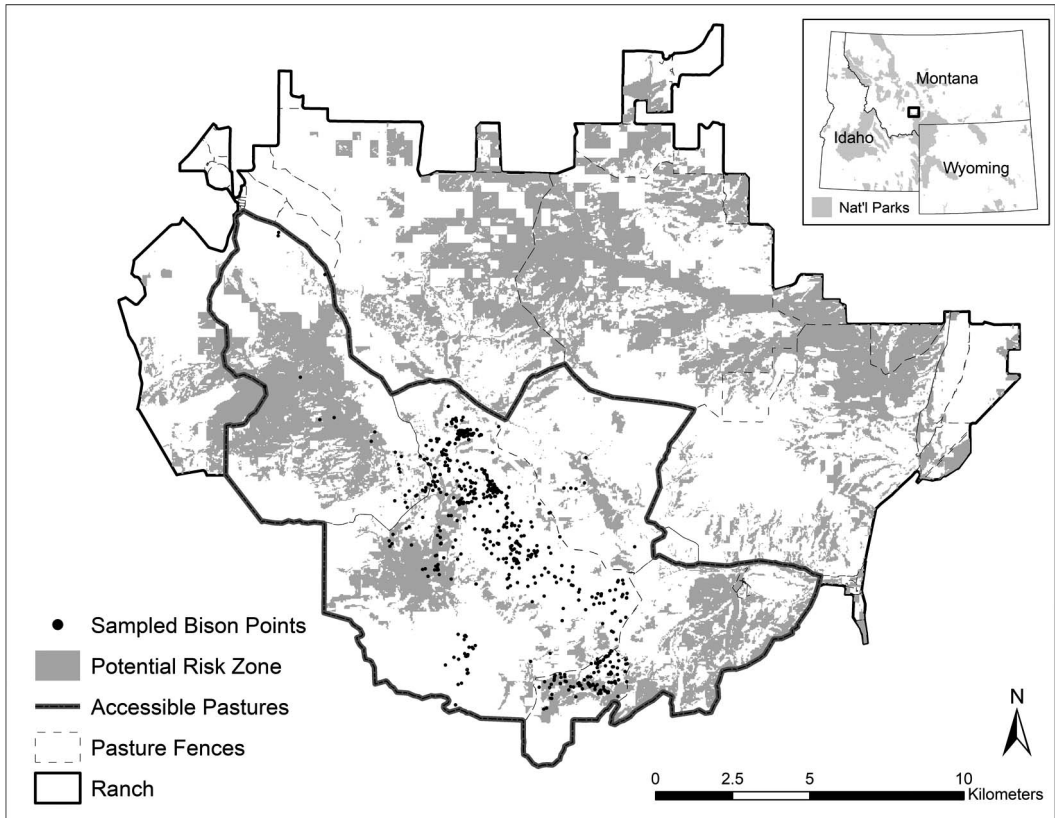 Montana
Idaho
Wyoming
Nat'l Parks
Sampled Bison Points
Potential Risk Zone
Accessible Pastures
Pasture Fences
Ranch
N
0 2.5 5 10
Kilometers